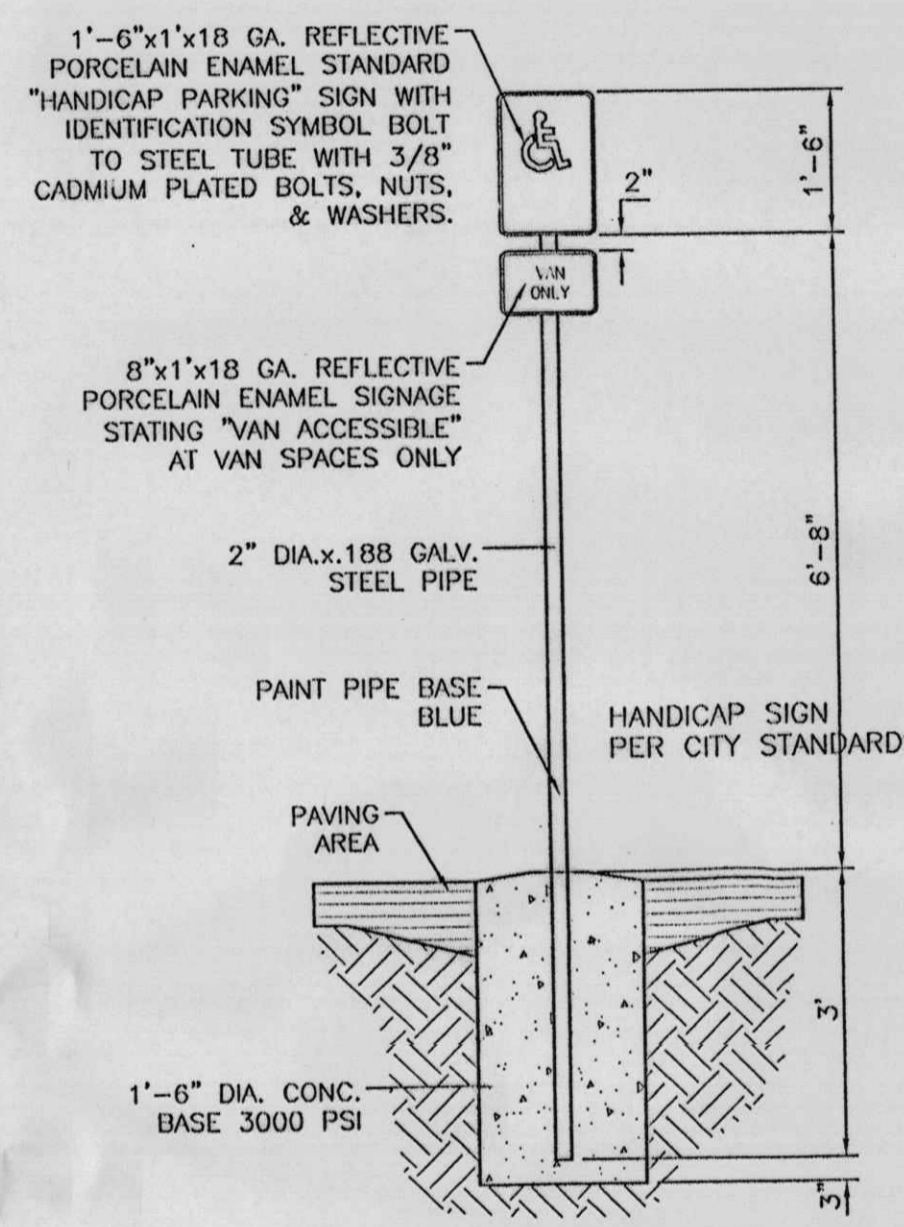 1'-6"x1'x18 GA. REFLECTIVE
PORCELAIN ENAMEL STANDARD
"HANDICAP PARKING" SIGN WITH
IDENTIFICATION SYMBOL BOLT
TO STEEL TUBE WITH 3/8"
CADMIUM PLATED BOLTS, NUTS,
& WASHERS.
1'-6"
2"
VAN
ONLY
8"x1'x18 GA. REFLECTIVE
PORCELAIN ENAMEL SIGNAGE
STATING "VAN ACCESSIBLE"
AT VAN SPACES ONLY
6'-8"
2" DIA.x.188 GALV.
STEEL PIPE
PAINT PIPE BASE
BLUE
HANDICAP SIGN
PER CITY STANDARD
PAVING
AREA
3'
1'-6" DIA. CONC.
BASE 3000 PSI
3"